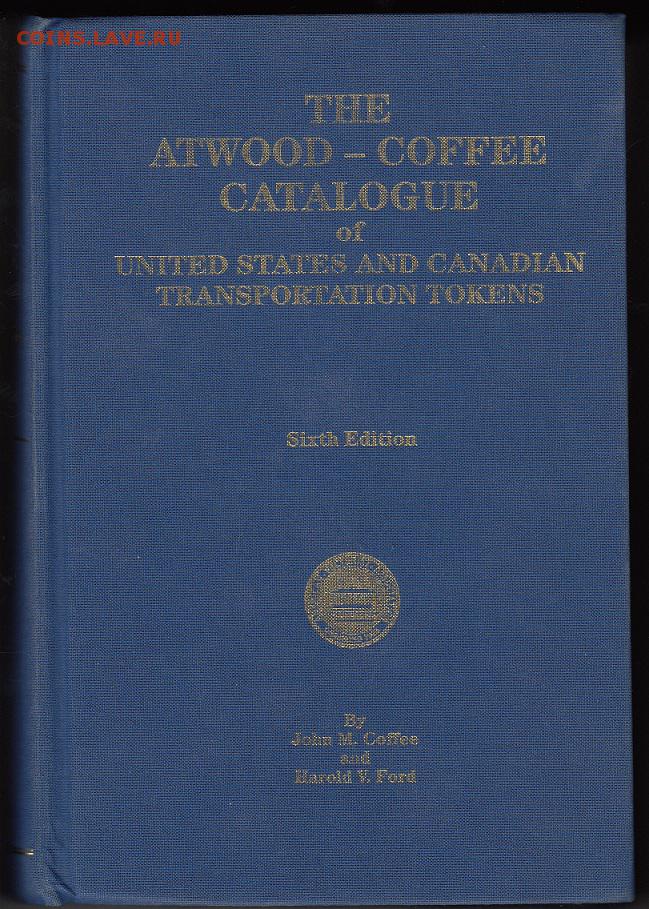 COINS.LAVE.RU
THE
ATWOOD – COFFEE
CATALOGUE
of
UNITED STATES AND CANADIAN
TRANSPORTATION TOKENS
Sixth Edition
By
John M. Coffee
and
Harold V. Ford